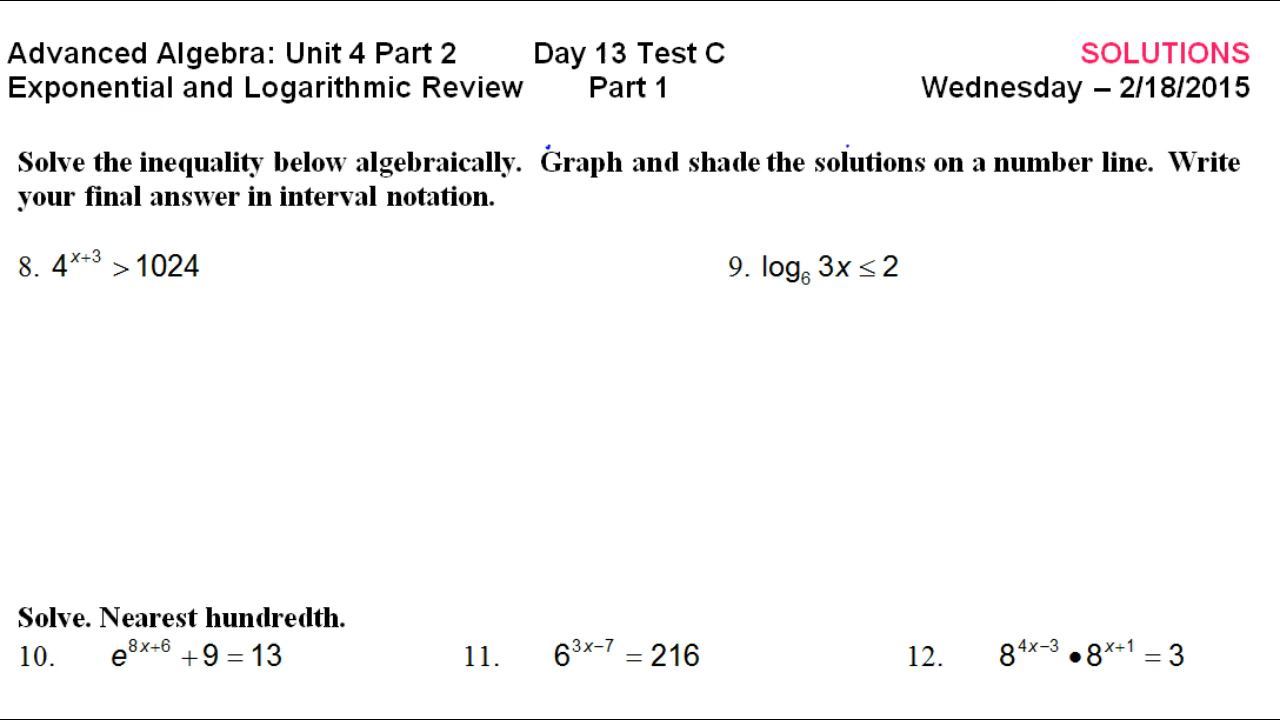 Advanced Algebra: Unit 4 Part 2 Day 13 Test C SOLUTIONS
Exponential and Logarithmic Review Part 1 Wednesday – 2/18/2015
Solve the inequality below algebraically. Graph and shade the solutions on a number line. Write
your final answer in interval notation.
8. 4^{x+3} > 1024 9. log_6 3x ≤ 2
Solve. Nearest hundredth.
10. e^{8x+6} + 9 = 13 11. 6^{3x−7} = 216 12. 8^{4x−3} • 8^{x+1} = 3